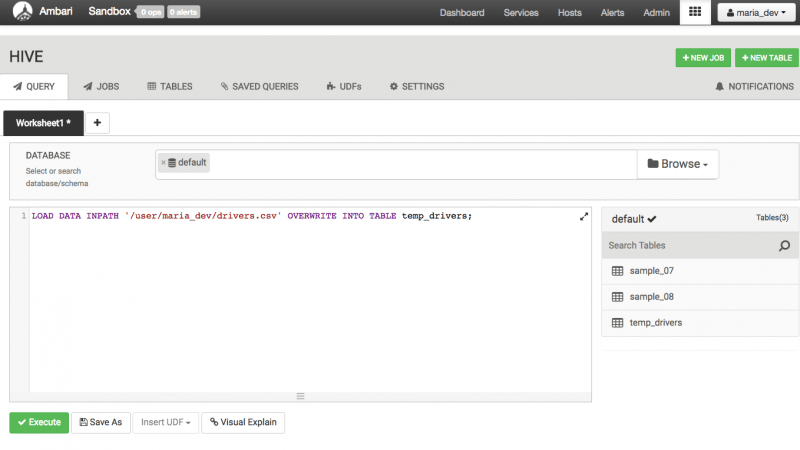 Ambari Sandbox 0 ops 0 alerts Dashboard Services Hosts Alerts Admin maria_dev
HIVE
+ NEW JOB + NEW TABLE
QUERY JOBS TABLES SAVED QUERIES UDFs SETTINGS NOTIFICATIONS
Worksheet1 * +
DATABASE
Select or search
database/schema
× default
Browse
1 LOAD DATA INPATH '/user/maria_dev/drivers.csv' OVERWRITE INTO TABLE temp_drivers;
default Tables(3)
Search Tables
sample_07
sample_08
temp_drivers
Execute Save As Insert UDF Visual Explain